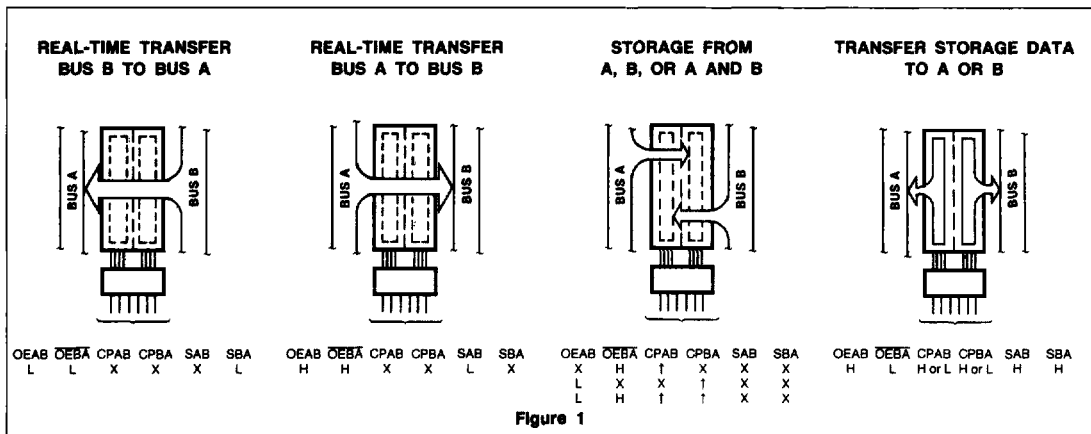 REAL-TIME TRANSFER
BUS B TO BUS A
BUS A
BUS B
OEAB OEBA CPAB CPBA SAB SBA
L L X X X L
REAL-TIME TRANSFER
BUS A TO BUS B
BUS A
BUS B
OEAB OEBA CPAB CPBA SAB SBA
H H X X L X
STORAGE FROM
A, B, OR A AND B
BUS A
BUS B
OEAB OEBA CPAB CPBA SAB SBA
X H ↑ X X X
L X X ↑ X X
L H ↑ ↑ X X
TRANSFER STORAGE DATA
TO A OR B
BUS A
BUS B
OEAB OEBA CPAB CPBA SAB SBA
H L H or L H or L H H
Figure 1